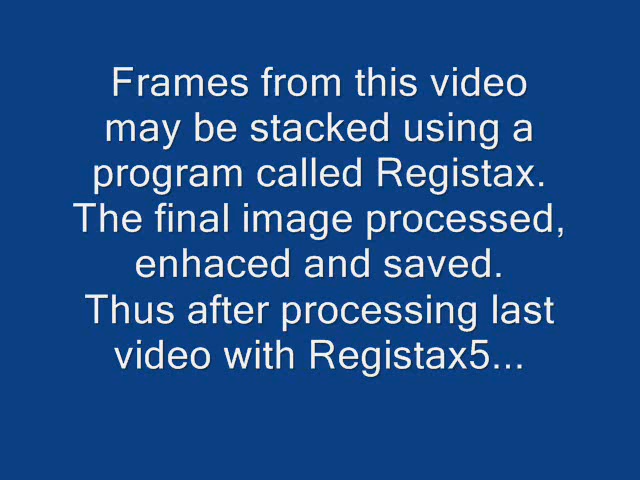 Frames from this video
may be stacked using a
program called Registax.
The final image processed,
enhaced and saved.
Thus after processing last
video with Registax5...